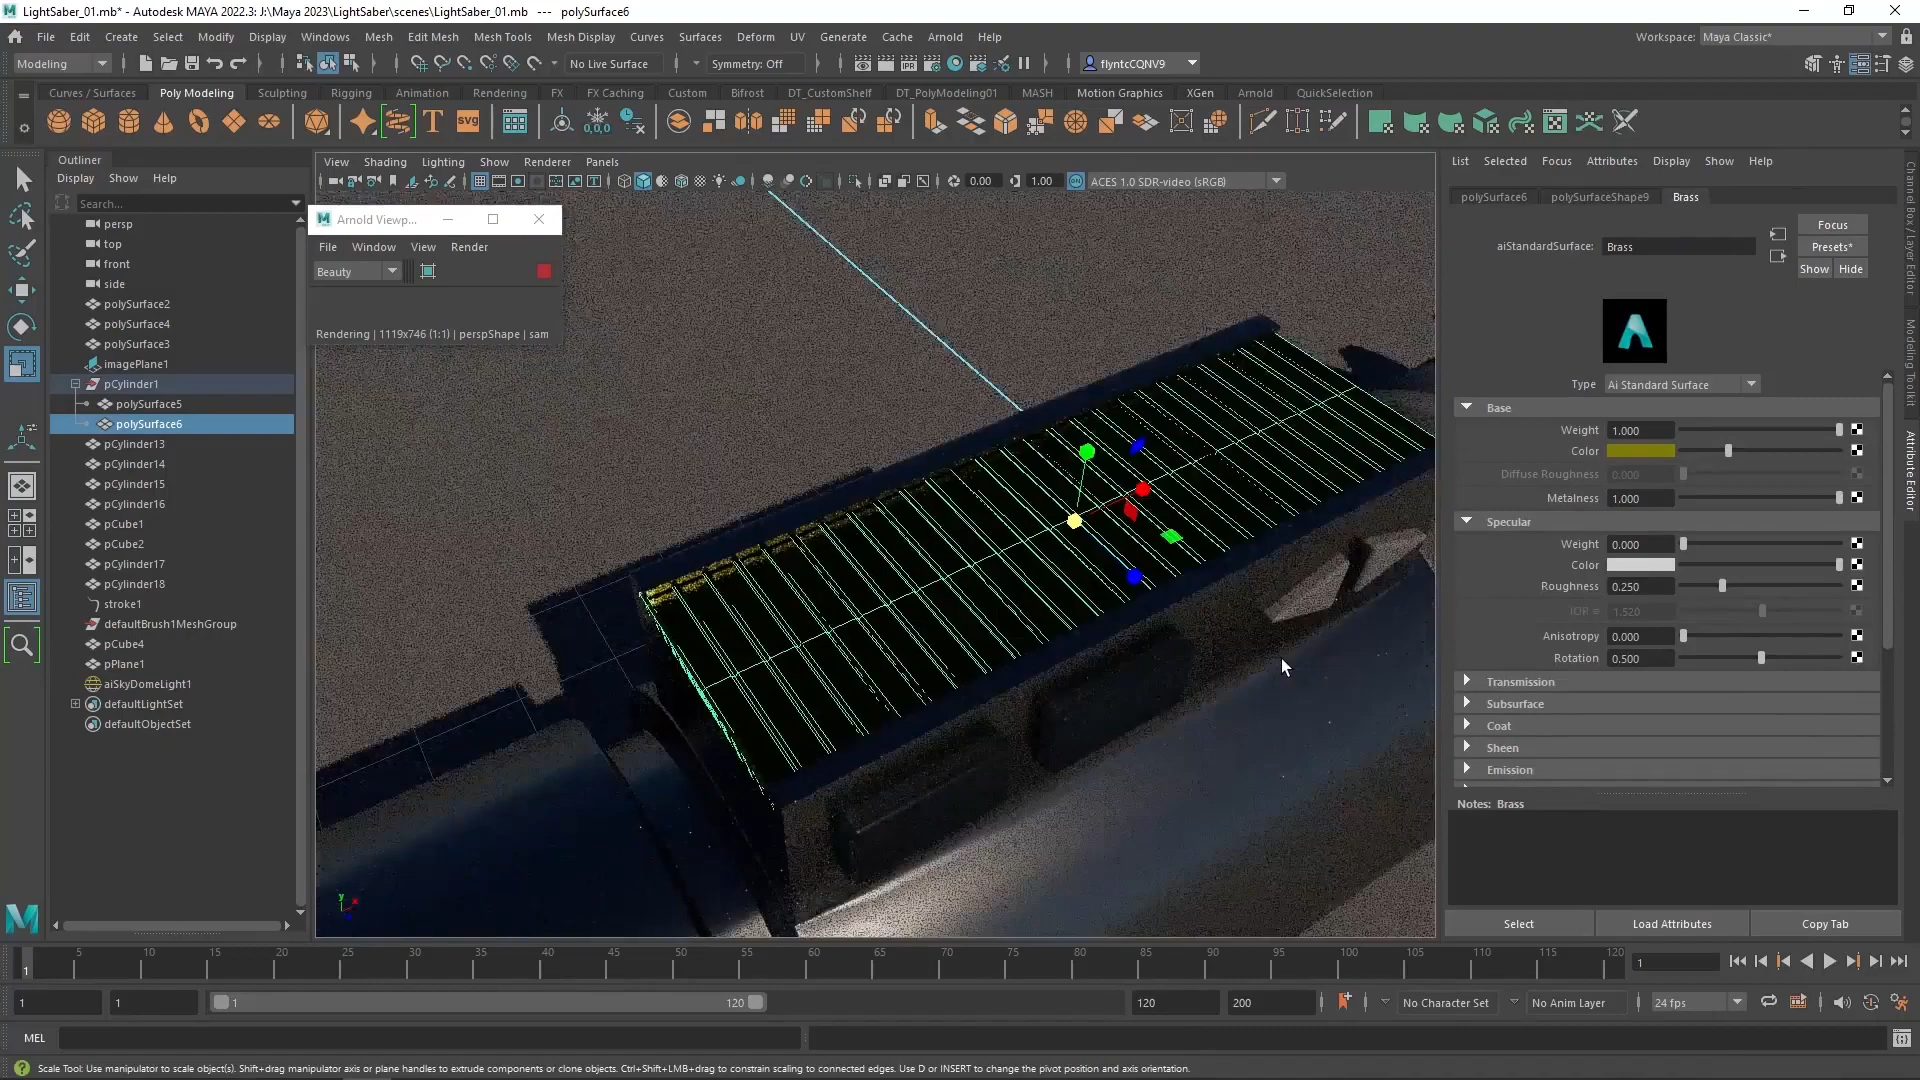 LightSaber_01.mb* - Autodesk MAYA 2022.3: J:\Maya 2023\LightSaber\scenes\LightSaber_01.mb --- polySurface6
File Edit Create Select Modify Display Windows Mesh Edit Mesh Mesh Tools Mesh Display Curves Surfaces Deform UV Generate Cache Arnold Help Workspace: Maya Classic*
Modeling No Live Surface Symmetry: Off flyntcCQNV9
Curves / Surfaces Poly Modeling Sculpting Rigging Animation Rendering FX FX Caching Custom Bifrost DT_CustomShelf DT_PolyModeling01 MASH Motion Graphics XGen Arnold QuickSelection
T SVG 0,0,0
Outliner
Display Show Help
Search...
persp
top
front
side
polySurface2
polySurface4
polySurface3
imagePlane1
pCylinder1
polySurface5
polySurface6
pCylinder13
pCylinder14
pCylinder15
pCylinder16
pCube1
pCube2
pCylinder17
pCylinder18
stroke1
defaultBrush1MeshGroup
pCube4
pPlane1
aiSkyDomeLight1
defaultLightSet
defaultObjectSet
View Shading Lighting Show Renderer Panels
0.00 1.00 ACES 1.0 SDR-video (sRGB)
Arnold Viewp...
File Window View Render
Beauty
Rendering | 1119x746 (1:1) | perspShape | sam
List Selected Focus Attributes Display Show Help
polySurface6 polySurfaceShape9 Brass
aiStandardSurface: Brass
Focus
Presets*
Show Hide
Type Ai Standard Surface
Base
Weight 1.000
Color
Diffuse Roughness 0.000
Metalness 1.000
Specular
Weight 0.000
Color
Roughness 0.250
IOR 1.520
Anisotropy 0.000
Rotation 0.500
Transmission
Subsurface
Coat
Sheen
Emission
Notes: Brass
Select Load Attributes Copy Tab
Channel Box / Layer Editor
Modeling Toolkit
Attribute Editor
5 10 15 20 25 30 35 40 45 50 55 60 65 70 75 80 85 90 95 100 105 110 115 120
1 1
1 1 1 120 120 200 No Character Set No Anim Layer 24 fps
MEL
Scale Tool: Use manipulator to scale object(s). Shift+drag manipulator axis or plane handles to extrude components or clone objects. Ctrl+Shift+LMB+drag to constrain scaling to connected edges. Use D or INSERT to change the pivot position and axis orientation.